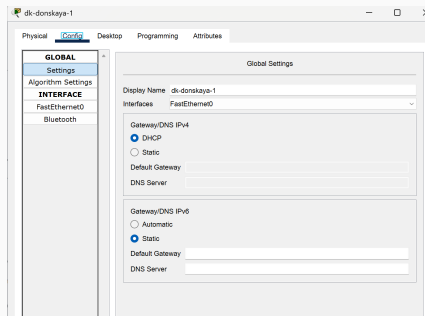 dk-donskaya-1
Physical Config Desktop Programming Attributes
GLOBAL
Settings
Algorithm Settings
INTERFACE
FastEthernet0
Bluetooth
Global Settings
Display Name dk-donskaya-1
Interfaces FastEthernet0
Gateway/DNS IPv4
DHCP
Static
Default Gateway
DNS Server
Gateway/DNS IPv6
Automatic
Static
Default Gateway
DNS Server